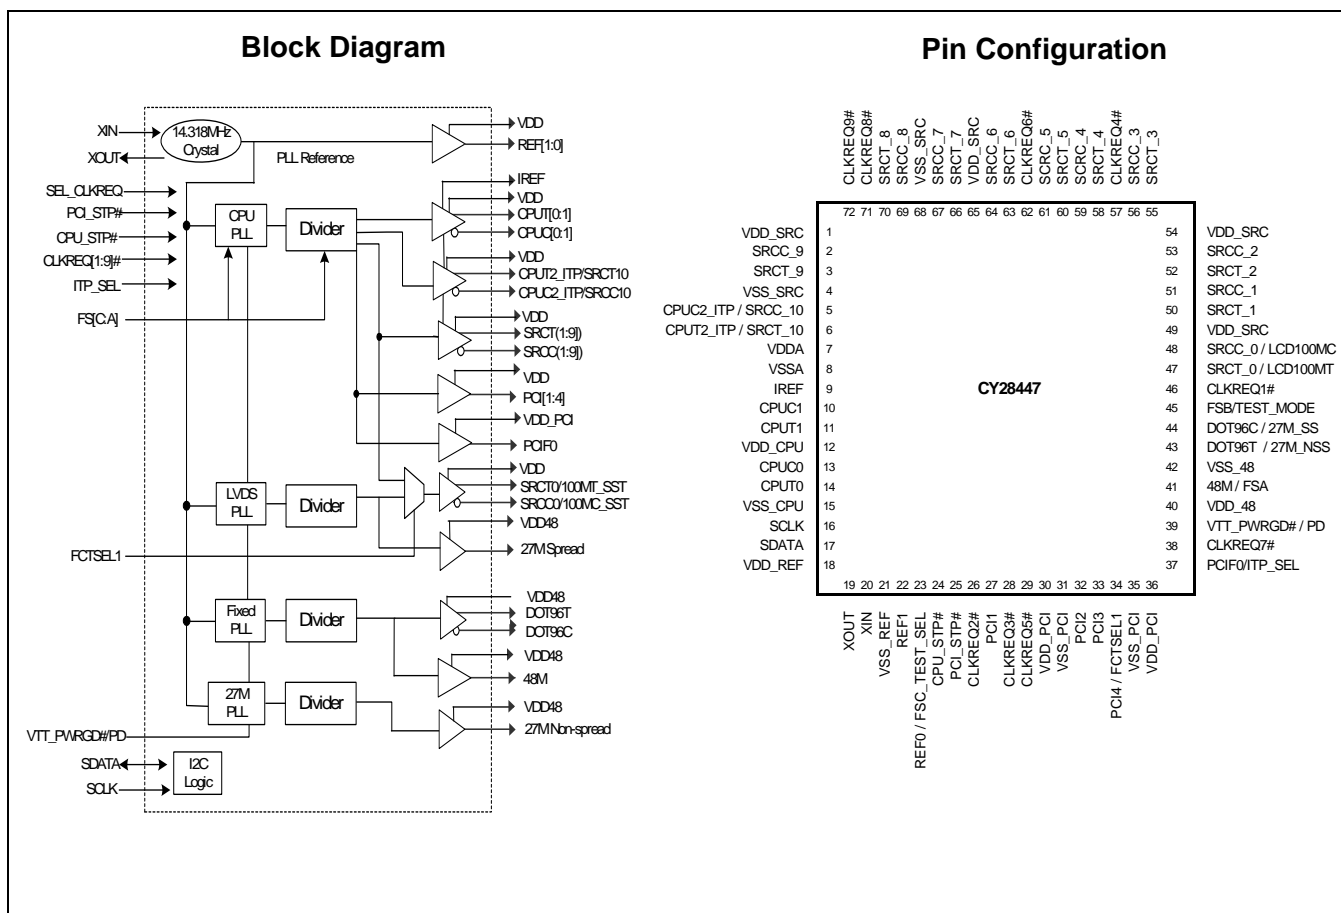 Block Diagram
XIN
XOUT
SEL_CLKREQ
PCI_STP#
CPU_STP#
CLKREQ[1:9]#
ITP_SEL
FS[C:A]
FCTSEL1
VTT_PWRGD#/PD
SDATA
SCLK
14.318MHz
Crystal
PLL Reference
CPU
PLL
Divider
LVDS
PLL
Divider
Fixed
PLL
Divider
27M
PLL
Divider
I2C
Logic
VDD
REF[1:0]
IREF
VDD
CPUT[0:1]
CPUC[0:1]
VDD
CPUT2_ITP/SRCT10
CPUC2_ITP/SRCC10
VDD
SRCT(1:9])
SRCC(1:9])
VDD
PCI[1:4]
VDD_PCI
PCIF0
VDD
SRCT0/100MT_SST
SRCC0/100MC_SST
VDD48
27M Spread
VDD48
DOT96T
DOT96C
VDD48
48M
VDD48
27M Non-spread
Pin Configuration
CLKREQ9#
CLKREQ8#
SRCT_8
SRCC_8
VSS_SRC
SRCC_7
SRCT_7
VDD_SRC
SRCC_6
SRCT_6
CLKREQ6#
SCRC_5
SRCT_5
SCRC_4
SRCT_4
CLKREQ4#
SRCC_3
SRCT_3
72 71 70 69 68 67 66 65 64 63 62 61 60 59 58 57 56 55
VDD_SRC 1
SRCC_9 2
SRCT_9 3
VSS_SRC 4
CPUC2_ITP / SRCC_10 5
CPUT2_ITP / SRCT_10 6
VDDA 7
VSSA 8
IREF 9
CPUC1 10
CPUT1 11
VDD_CPU 12
CPUC0 13
CPUT0 14
VSS_CPU 15
SCLK 16
SDATA 17
VDD_REF 18
CY28447
54 VDD_SRC
53 SRCC_2
52 SRCT_2
51 SRCC_1
50 SRCT_1
49 VDD_SRC
48 SRCC_0 / LCD100MC
47 SRCT_0 / LCD100MT
46 CLKREQ1#
45 FSB/TEST_MODE
44 DOT96C / 27M_SS
43 DOT96T / 27M_NSS
42 VSS_48
41 48M / FSA
40 VDD_48
39 VTT_PWRGD# / PD
38 CLKREQ7#
37 PCIF0/ITP_SEL
19 20 21 22 23 24 25 26 27 28 29 30 31 32 33 34 35 36
XOUT
XIN
VSS_REF
REF1
REF0 / FSC_TEST_SEL
CPU_STP#
PCI_STP#
CLKREQ2#
PCI1
CLKREQ3#
CLKREQ5#
VDD_PCI
VSS_PCI
PCI2
PCI3
PCI4 / FCTSEL1
VSS_PCI
VDD_PCI